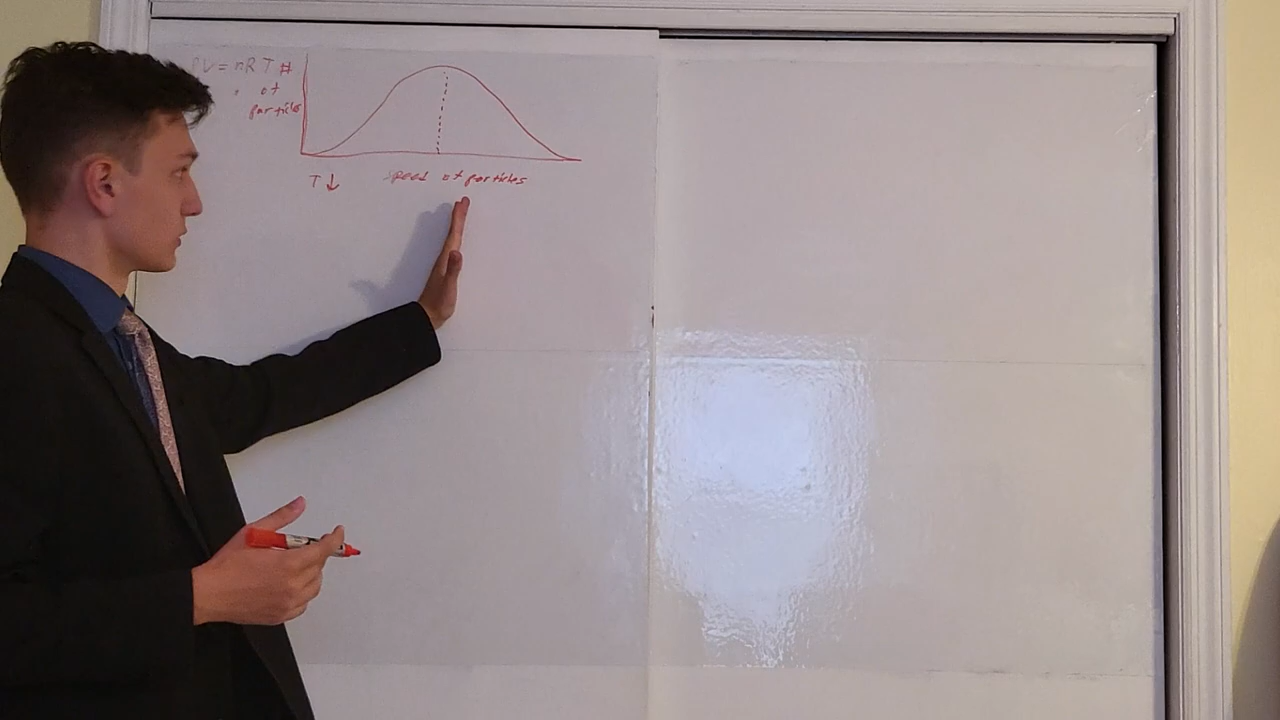 PV = nRT
# of
particles
T ↓
speed of particles